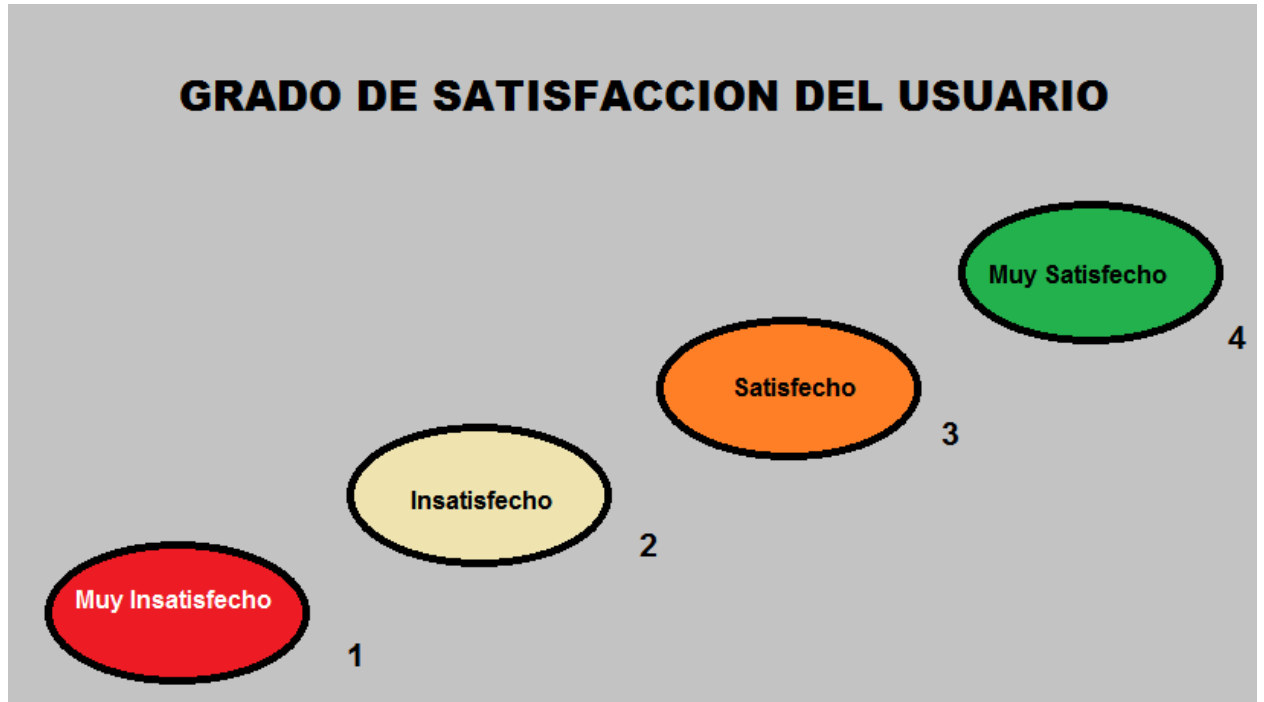 GRADO DE SATISFACCION DEL USUARIO
Muy Satisfecho
4
Satisfecho
3
Insatisfecho
2
Muy Insatisfecho
1